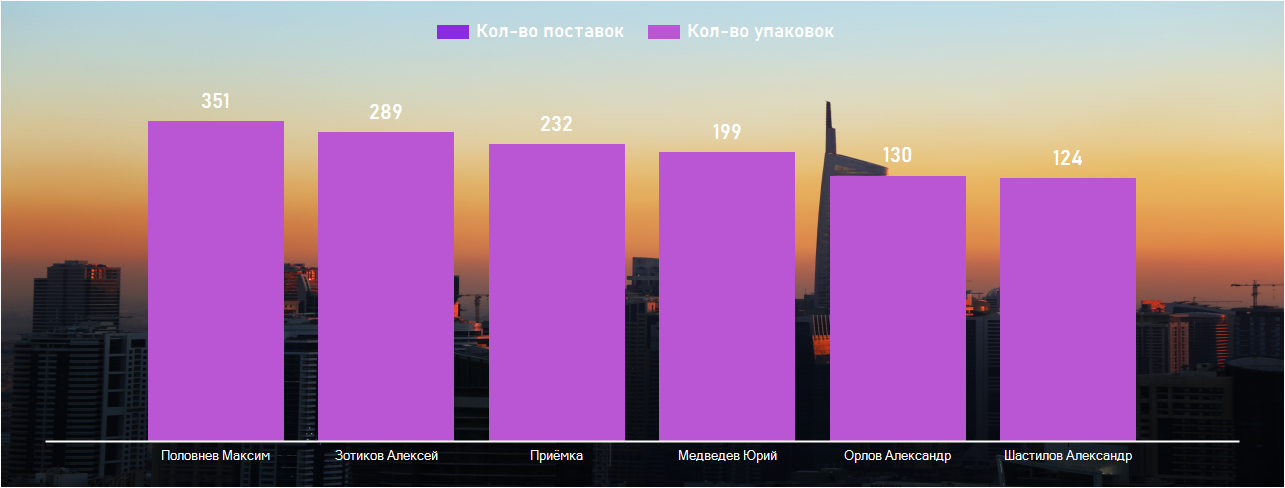 Кол-во поставок Кол-во упаковок
351 289 232 199 130 124
Половнев Максим Зотиков Алексей Приёмка Медведев Юрий Орлов Александр Шастилов Александр